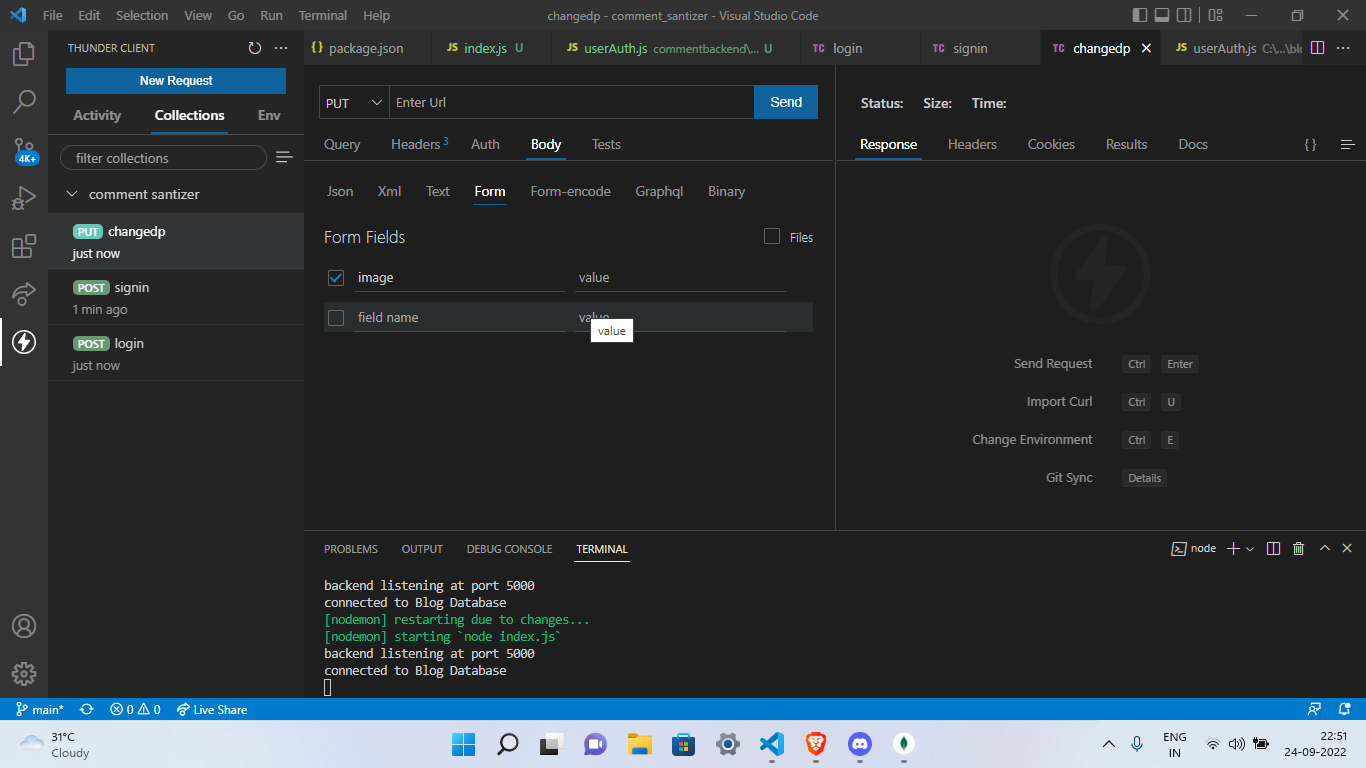 File Edit Selection View Go Run Terminal Help changedp - comment_santizer - Visual Studio Code
THUNDER CLIENT
New Request
Activity Collections Env
filter collections
comment santizer
PUT changedp
just now
POST signin
1 min ago
POST login
just now
4K+
{} package.json JS index.js U JS userAuth.js commentbackend\... U TC login TC signin TC changedp JS userAuth.js C:\...\blo
PUT Enter Url Send
Query Headers 3 Auth Body Tests
Json Xml Text Form Form-encode Graphql Binary
Form Fields Files
image value
field name value
value
Status: Size: Time:
Response Headers Cookies Results Docs { }
Send Request Ctrl Enter
Import Curl Ctrl U
Change Environment Ctrl E
Git Sync Details
PROBLEMS OUTPUT DEBUG CONSOLE TERMINAL node
backend listening at port 5000
connected to Blog Database
[nodemon] restarting due to changes...
[nodemon] starting `node index.js`
backend listening at port 5000
connected to Blog Database
main* 0 0 Live Share
31°C
Cloudy
ENG
IN
22:51
24-09-2022